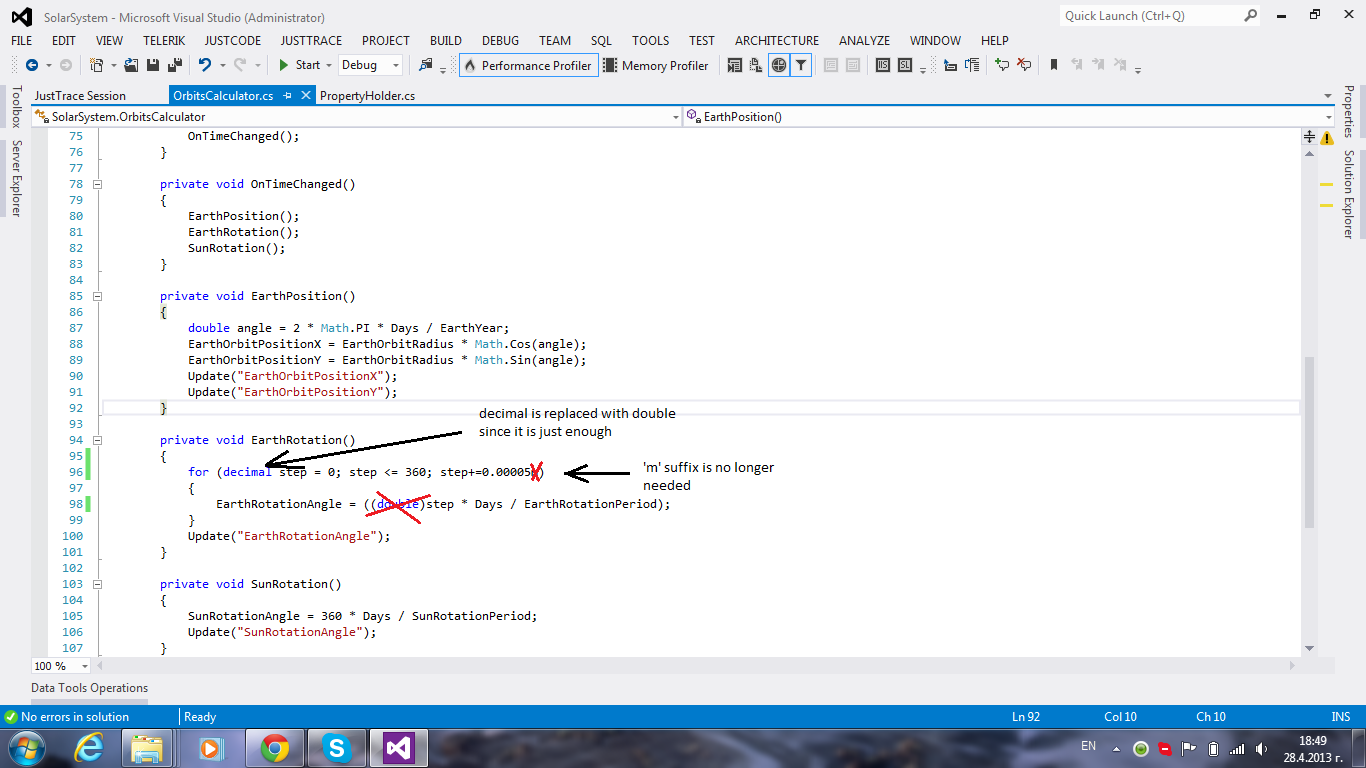 SolarSystem - Microsoft Visual Studio (Administrator)
Quick Launch (Ctrl+Q)
FILE EDIT VIEW TELERIK JUSTCODE JUSTTRACE PROJECT BUILD DEBUG TEAM SQL TOOLS TEST ARCHITECTURE ANALYZE WINDOW HELP
Start Debug Performance Profiler Memory Profiler
Toolbox
Server Explorer
Properties
Solution Explorer
JustTrace Session OrbitsCalculator.cs PropertyHolder.cs
SolarSystem.OrbitsCalculator EarthPosition()
75 OnTimeChanged();
76 }
77
78 private void OnTimeChanged()
79 {
80 EarthPosition();
81 EarthRotation();
82 SunRotation();
83 }
84
85 private void EarthPosition()
86 {
87 double angle = 2 * Math.PI * Days / EarthYear;
88 EarthOrbitPositionX = EarthOrbitRadius * Math.Cos(angle);
89 EarthOrbitPositionY = EarthOrbitRadius * Math.Sin(angle);
90 Update("EarthOrbitPositionX");
91 Update("EarthOrbitPositionY");
92 }
decimal is replaced with double
since it is just enough
93
94 private void EarthRotation()
95 {
96 for (decimal step = 0; step <= 360; step+=0.00005m)
'm' suffix is no longer
needed
97 {
98 EarthRotationAngle = ((double)step * Days / EarthRotationPeriod);
99 }
100 Update("EarthRotationAngle");
101 }
102
103 private void SunRotation()
104 {
105 SunRotationAngle = 360 * Days / SunRotationPeriod;
106 Update("SunRotationAngle");
107 }
100 %
Data Tools Operations
No errors in solution Ready Ln 92 Col 10 Ch 10 INS
EN 18:49
28.4.2013 г.